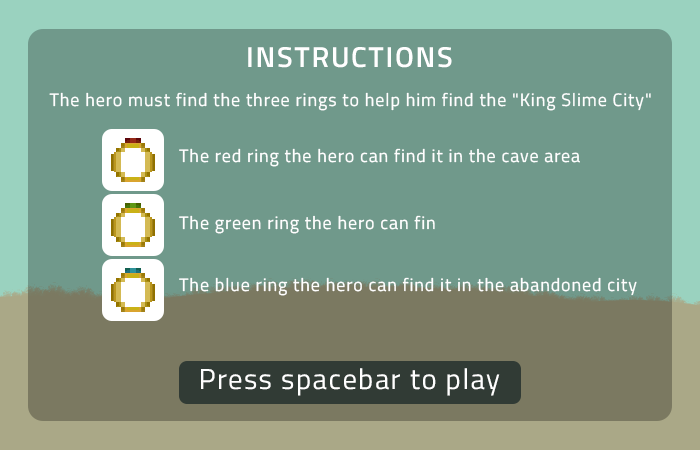 INSTRUCTIONS
The hero must find the three rings to help him find the "King Slime City"
The red ring the hero can find it in the cave area
The green ring the hero can fin
The blue ring the hero can find it in the abandoned city
Press spacebar to play